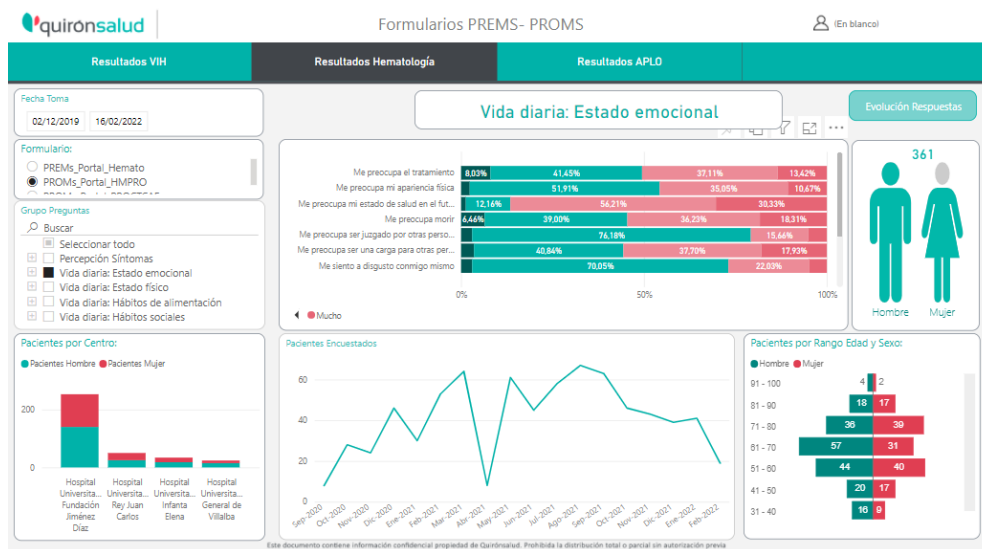 quirónsalud
Formularios PREMS- PROMS
(En blanco)
Resultados VIH
Resultados Hematología
Resultados APLO
Fecha Toma
02/12/2019 16/02/2022
Vida diaria: Estado emocional
Evolución Respuestas
Formulario:
PREMs_Portal_Hemato
PROMs_Portal_HMPRO
Grupo Preguntas
Buscar
Seleccionar todo
Percepción Síntomas
Vida diaria: Estado emocional
Vida diaria: Estado físico
Vida diaria: Hábitos de alimentación
Vida diaria: Hábitos sociales
Me preocupa el tratamiento 8,03% 41,45% 37,11% 13,42%
Me preocupa mi apariencia física 51,91% 35,05% 10,67%
Me preocupa mi estado de salud en el fut... 12,16% 56,21% 30,33%
Me preocupa morir 6,46% 39,00% 36,23% 18,31%
Me preocupa ser juzgado por otras perso... 76,18% 15,66%
Me preocupa ser una carga para otras per... 40,84% 37,70% 17,93%
Me siento a disgusto conmigo mismo 70,05% 22,03%
0% 50% 100%
Mucho
361
Hombre Mujer
Pacientes por Centro:
Pacientes Hombre Pacientes Mujer
200
0
Hospital Universita... Fundación Jiménez Díaz
Hospital Universita... Rey Juan Carlos
Hospital Universita... Infanta Elena
Hospital Universita... General de Villalba
Pacientes Encuestados
60
40
20
0
Sep-2020 Oct-2020 Nov-2020 Dic-2020 Ene-2021 Feb-2021 Mar-2021 Abr-2021 May-2021 Jun-2021 Jul-2021 Ago-2021 Sep-2021 Oct-2021 Nov-2021 Dic-2021 Ene-2022 Feb-2022
Pacientes por Rango Edad y Sexo:
Hombre Mujer
91 - 100 4 2
81 - 90 18 17
71 - 80 36 39
61 - 70 57 31
51 - 60 44 40
41 - 50 20 17
31 - 40 16 9
Este documento contiene información confidencial propiedad de Quirónsalud. Prohibida la distribución total o parcial sin autorización previa